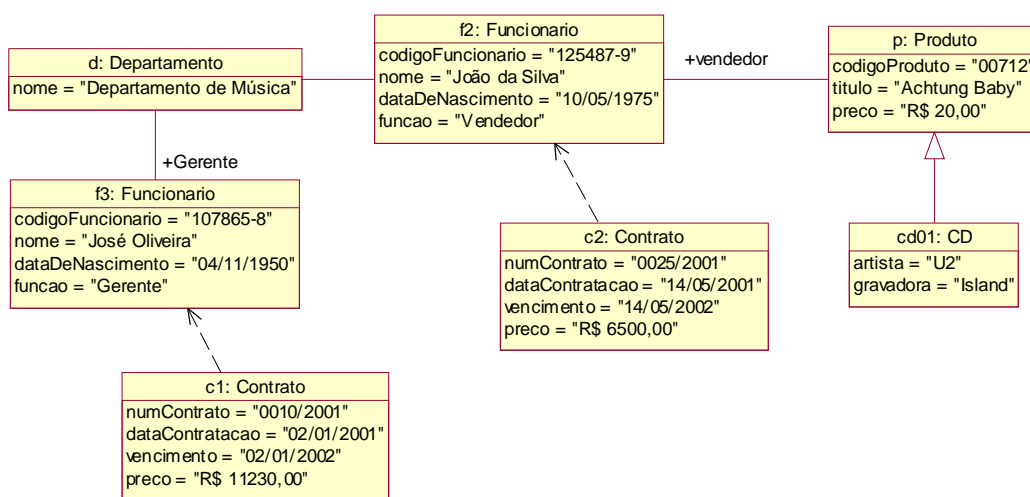 d: Departamento
nome = "Departamento de Música"
f2: Funcionario
codigoFuncionario = "125487-9"
nome = "João da Silva"
dataDeNascimento = "10/05/1975"
funcao = "Vendedor"
+vendedor
p: Produto
codigoProduto = "00712"
titulo = "Achtung Baby"
preco = "R$ 20,00"
+Gerente
f3: Funcionario
codigoFuncionario = "107865-8"
nome = "José Oliveira"
dataDeNascimento = "04/11/1950"
funcao = "Gerente"
c2: Contrato
numContrato = "0025/2001"
dataContratacao = "14/05/2001"
vencimento = "14/05/2002"
preco = "R$ 6500,00"
cd01: CD
artista = "U2"
gravadora = "Island"
c1: Contrato
numContrato = "0010/2001"
dataContratacao = "02/01/2001"
vencimento = "02/01/2002"
preco = "R$ 11230,00"